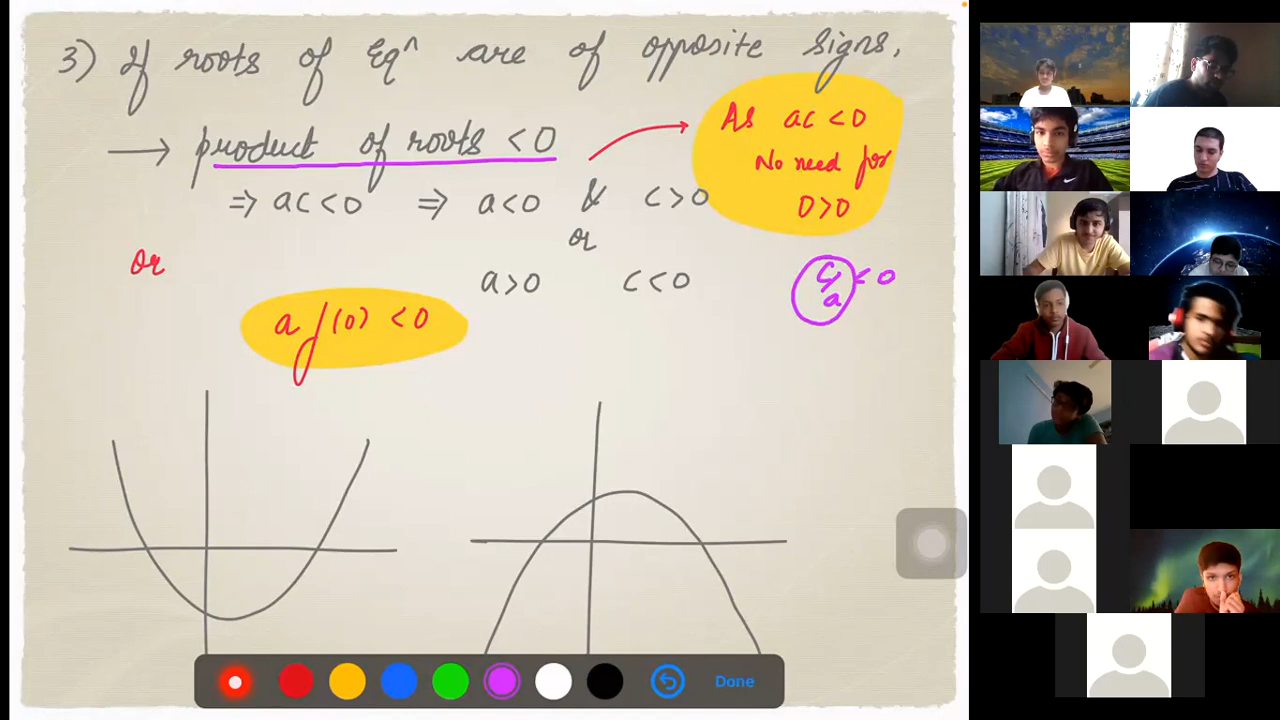 3) If roots of Eqn are of opposite signs,
→ product of roots < 0
As ac < 0
No need for
D>0
⇒ ac < 0 ⇒ a<0 & c>0
or
or
a>0 c<0
c/a < 0
a f(0) < 0
Done